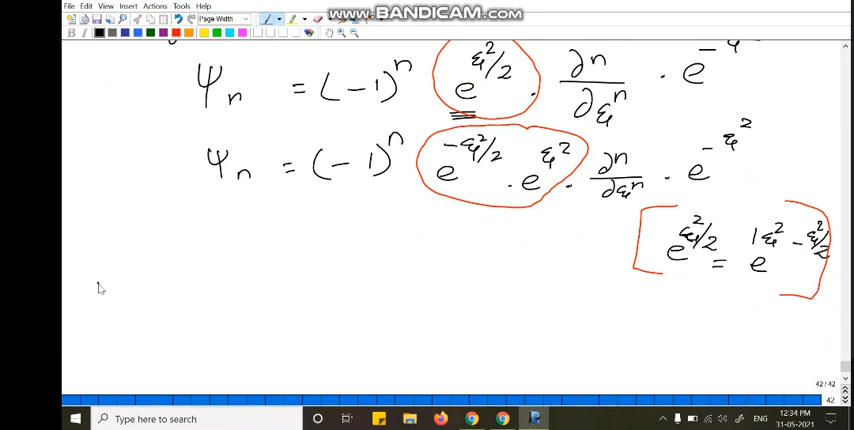 www.BANDICAM.com
File Edit View Insert Actions Tools Help
Page Width
B I
ψn = (-1)^n e^{ξ²/2} · ∂n/∂ξ^n · e^-
ψn = (-1)^n e^{-ξ²/2} · e^{ξ²} · ∂n/∂ξ^n · e^{-ξ²}
[e^{ξ²/2} = e^{1ξ² - ξ²/2}]
42 / 42
42
Type here to search
ENG
12:34 PM
31-05-2021